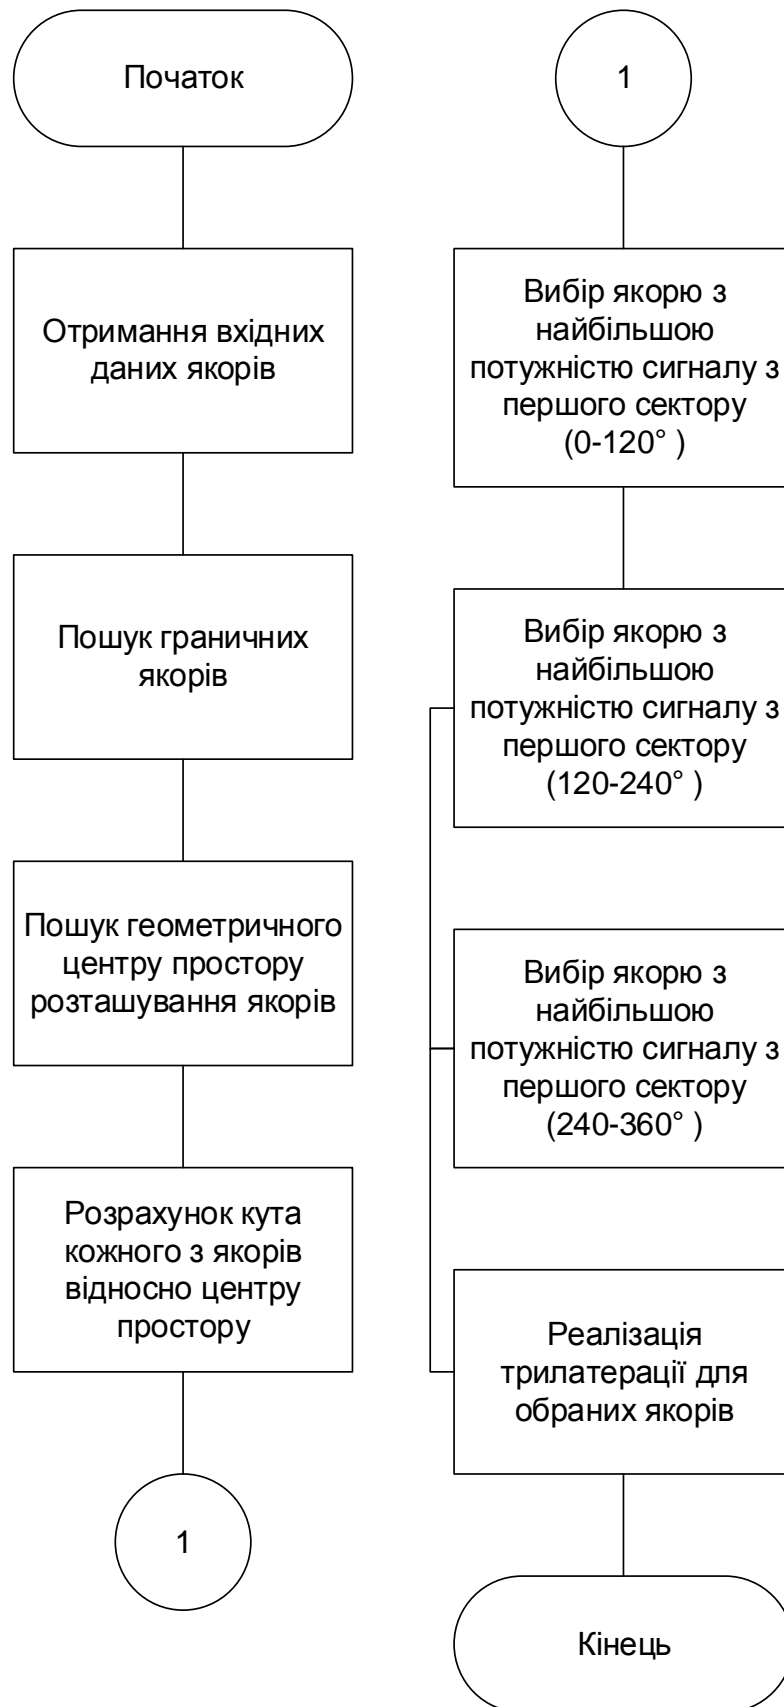 Початок
Отримання вхідних
даних якорів
Пошук граничних
якорів
Пошук геометричного
центру простору
розташування якорів
Розрахунок кута
кожного з якорів
відносно центру
простору
1
1
Вибір якорю з
найбільшою
потужністю сигналу з
першого сектору
(0-120° )
Вибір якорю з
найбільшою
потужністю сигналу з
першого сектору
(120-240° )
Вибір якорю з
найбільшою
потужністю сигналу з
першого сектору
(240-360° )
Реалізація
трилатерації для
обраних якорів
Кінець